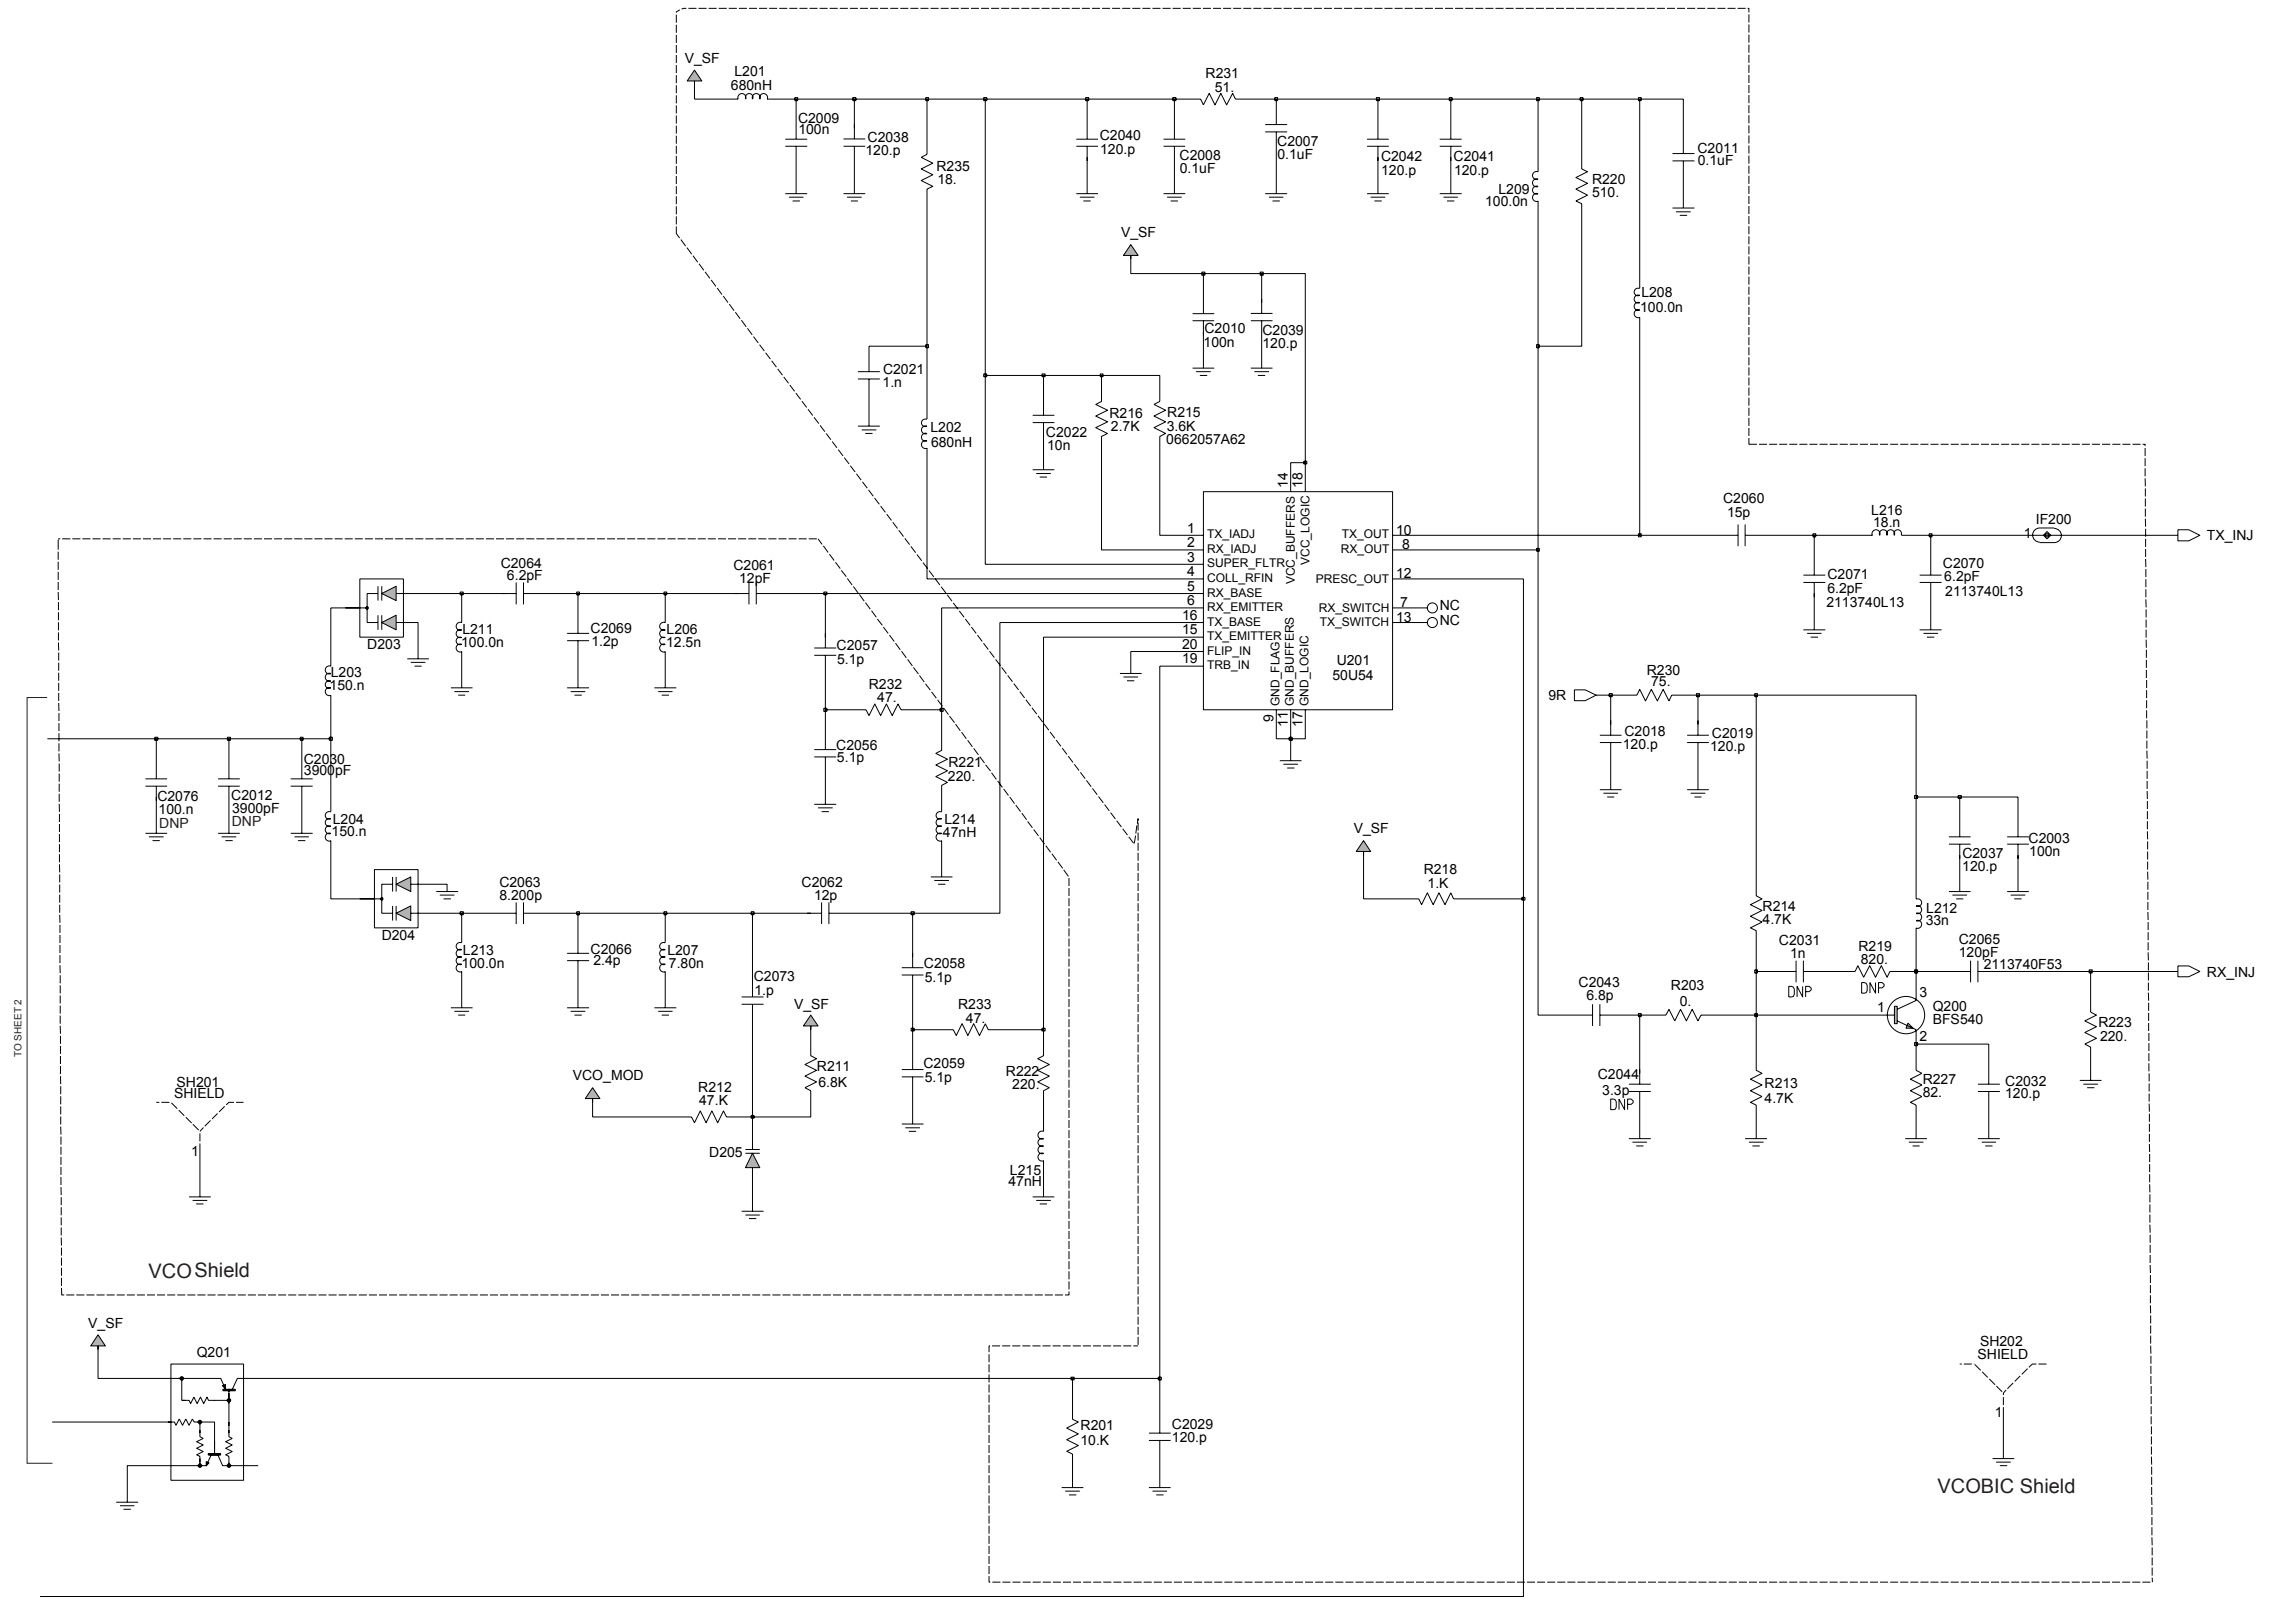 V_SF
L201
680nH
C2009
100n
C2038
120.p
R235
18.
C2040
120.p
C2008
0.1uF
R231
51.
C2007
0.1uF
C2042
120.p
C2041
120.p
L209
100.0n
R220
510.
C2011
0.1uF
L208
100.0n
V_SF
C2010
100n
C2039
120.p
C2021
1.n
L202
680nH
C2022
10n
R216
2.7K
R215
3.6K
0662057A62
14
18
VCC_BUFFERS
VCC_LOGIC
1
TX_IADJ
2
RX_IADJ
3
SUPER_FLTR
4
COLL_RFIN
5
RX_BASE
6
RX_EMITTER
16
TX_BASE
15
TX_EMITTER
20
FLIP_IN
19
TRB_IN
TX_OUT
10
RX_OUT
8
PRESC_OUT
12
RX_SWITCH
7
NC
TX_SWITCH
13
NC
GND_FLAG
GND_BUFFERS
GND_LOGIC
9
11
17
U201
50U54
C2060
15p
L216
18.n
IF200
1
TX_INJ
C2071
6.2pF
2113740L13
C2070
6.2pF
2113740L13
C2064
6.2pF
C2061
12pF
D203
L211
100.0n
C2069
1.2p
L206
12.5n
C2057
5.1p
L203
150.n
R232
47.
C2056
5.1p
R221
220.
L214
47nH
C2076
100.n
DNP
C2012
3900pF
DNP
C2030
3900pF
L204
150.n
D204
C2063
8.200p
C2062
12p
L213
100.0n
C2066
2.4p
L207
7.80n
C2073
1.p
C2058
5.1p
R233
47.
V_SF
R211
6.8K
C2059
5.1p
R222
220.
VCO_MOD
R212
47.K
D205
L215
47nH
TO SHEET 2
SH201
SHIELD
1
VCO Shield
9R
R230
75.
C2018
120.p
C2019
120.p
C2037
120.p
C2003
100n
V_SF
R218
1.K
R214
4.7K
L212
33n
C2031
1n
DNP
R219
820.
DNP
C2065
120pF
2113740F53
RX_INJ
C2043
6.8p
R203
0.
1
3
2
Q200
BFS540
R223
220.
C2044
3.3p
DNP
R213
4.7K
R227
82.
C2032
120.p
V_SF
Q201
R201
10.K
C2029
120.p
SH202
SHIELD
1
VCOBIC Shield